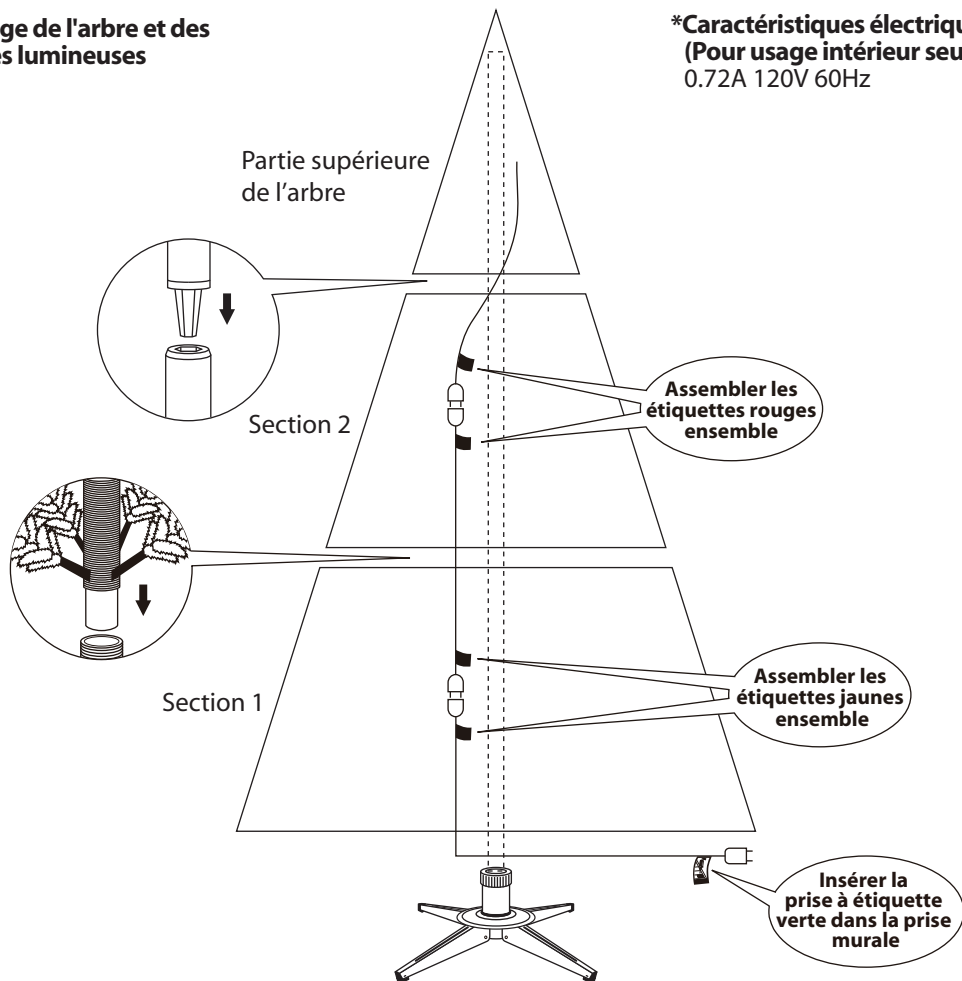 ge de l'arbre et des
es lumineuses
*Caractéristiques électriqu
(Pour usage intérieur seu
0.72A 120V 60Hz
Partie supérieure
de l’arbre
Section 2
Assembler les
étiquettes rouges
ensemble
Section 1
Assembler les
étiquettes jaunes
ensemble
Insérer la
prise à étiquette
verte dans la prise
murale